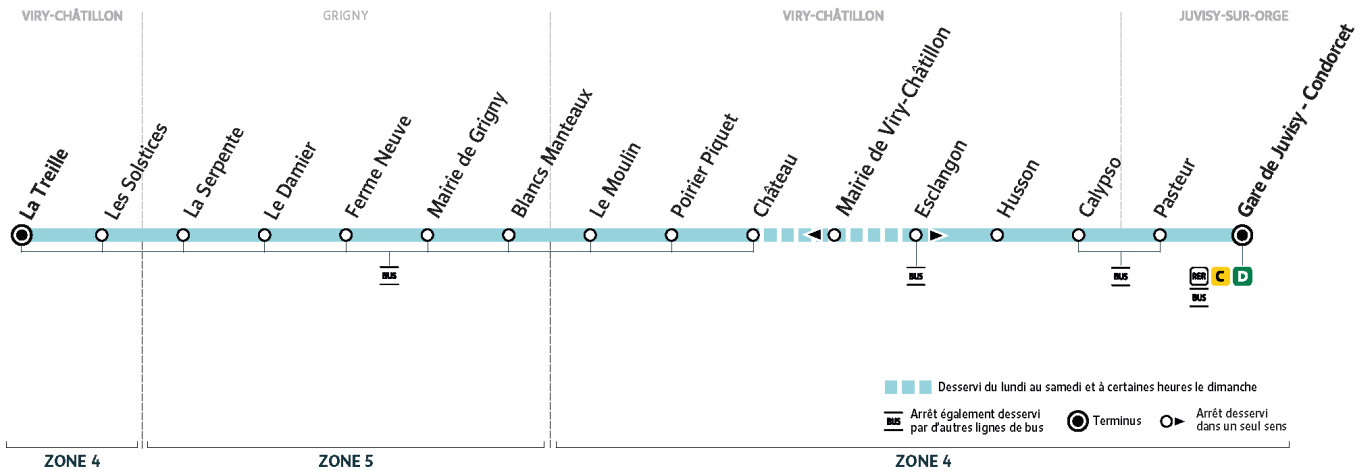 VIRY-CHÂTILLON
GRIGNY
VIRY-CHÂTILLON
JUVISY-SUR-ORGE
La Treille
Les Solstices
La Serpente
Le Damier
Ferme Neuve
Mairie de Grigny
Blancs Manteaux
Le Moulin
Poirier Piquet
Château
Mairie de Viry-Châtillon
Esclangon
Husson
Calypso
Pasteur
Gare de Juvisy - Condorcet
BUS
BUS
BUS
RER C D
BUS
Desservi du lundi au samedi et à certaines heures le dimanche
BUS Arrêt également desservi
par d'autres lignes de bus
Terminus
Arrêt desservi
dans un seul sens
ZONE 4
ZONE 5
ZONE 4